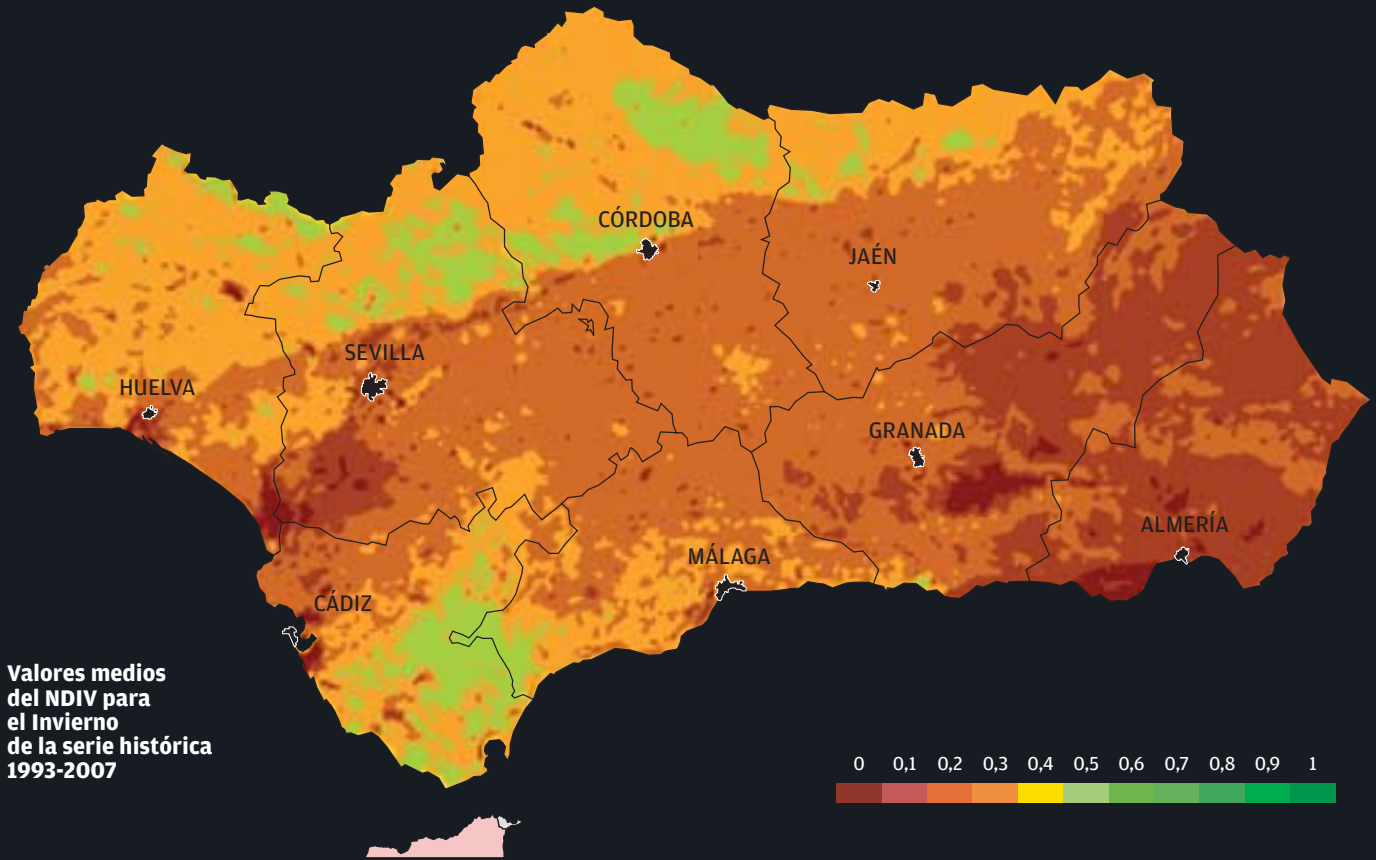 CÓRDOBA
JAÉN
SEVILLA
HUELVA
GRANADA
ALMERÍA
MÁLAGA
CÁDIZ
Valores medios
del NDIV para
el Invierno
de la serie histórica
1993-2007
0 0,1 0,2 0,3 0,4 0,5 0,6 0,7 0,8 0,9 1